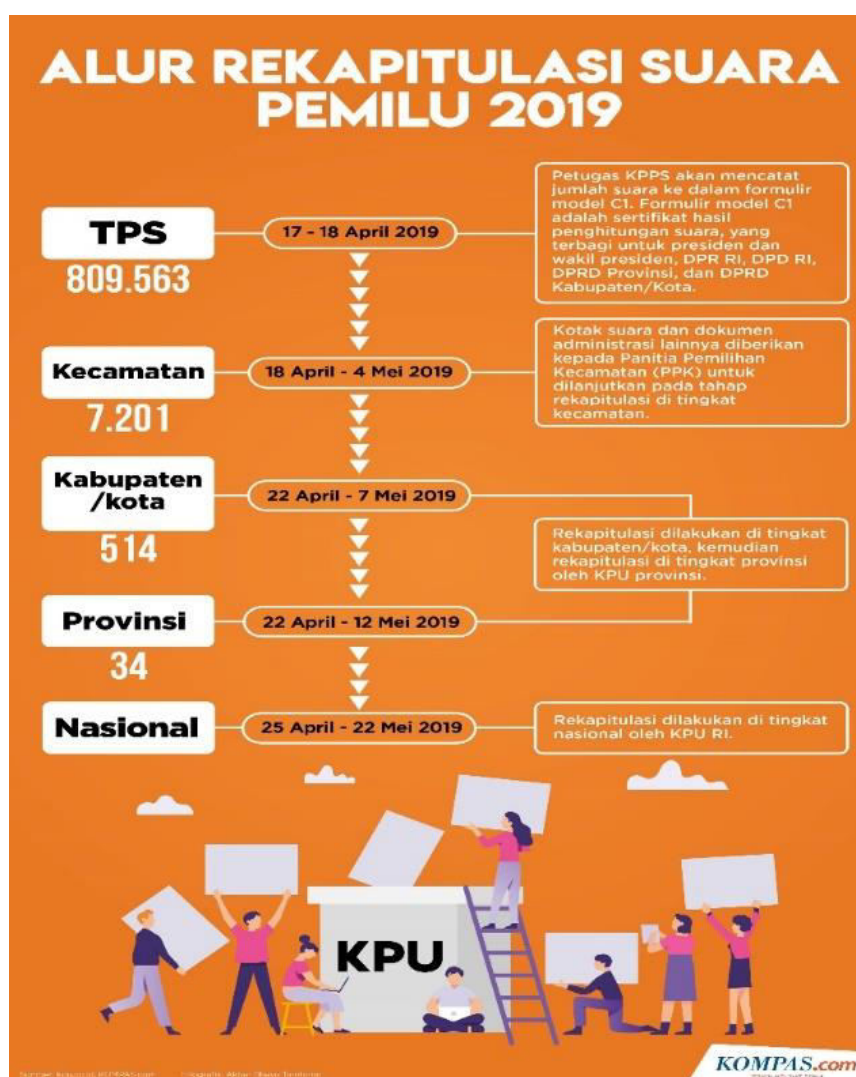 ALUR REKAPITULASI SUARA
PEMILU 2019
TPS
809.563
17 - 18 April 2019
Petugas KPPS akan mencatat
jumlah suara ke dalam formulir
model C1. Formulir model C1
adalah sertifikat hasil
penghitungan suara, yang
terbagi untuk presiden dan
wakil presiden, DPR RI, DPD RI,
DPRD Provinsi, dan DPRD
Kabupaten/Kota.
Kecamatan
7.201
18 April - 4 Mei 2019
Kotak suara dan dokumen
administrasi lainnya diberikan
kepada Panitia Pemilihan
Kecamatan (PPK) untuk
dilanjutkan pada tahap
rekapitulasi di tingkat
kecamatan.
Kabupaten
/kota
514
22 April - 7 Mei 2019
Rekapitulasi dilakukan di tingkat
kabupaten/kota, kemudian
rekapitulasi di tingkat provinsi
oleh KPU provinsi.
Provinsi
34
22 April - 12 Mei 2019
Nasional
25 April - 22 Mei 2019
Rekapitulasi dilakukan di tingkat
nasional oleh KPU RI.
KPU
KOMPAS.com